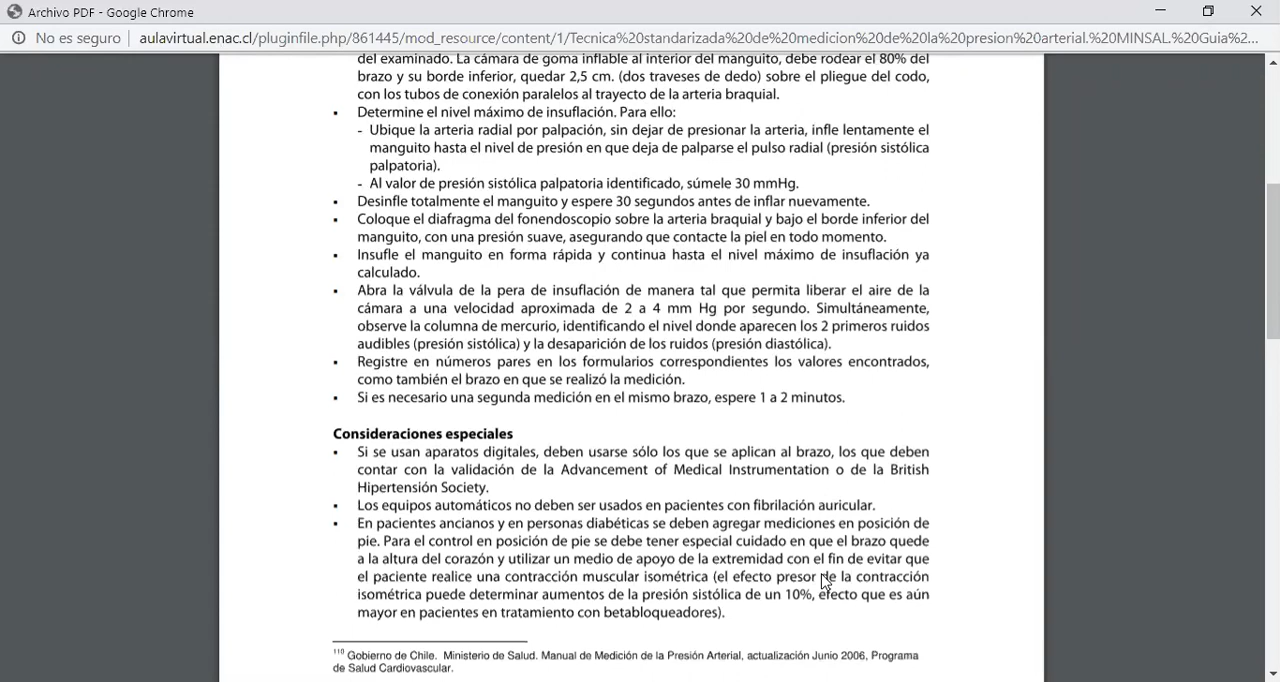 Archivo PDF - Google Chrome
No es seguro | aulavirtual.enac.cl/pluginfile.php/861445/mod_resource/content/1/Tecnica%20standarizada%20de%20medicion%20de%20la%20presion%20arterial.%20MINSAL.%20Guia%2...
del examinado. La cámara de goma inflable al interior del manguito, debe rodear el 80% del
brazo y su borde inferior, quedar 2,5 cm. (dos traveses de dedo) sobre el pliegue del codo,
con los tubos de conexión paralelos al trayecto de la arteria braquial.
▪ Determine el nivel máximo de insuflación. Para ello:
- Ubique la arteria radial por palpación, sin dejar de presionar la arteria, infle lentamente el
manguito hasta el nivel de presión en que deja de palparse el pulso radial (presión sistólica
palpatoria).
- Al valor de presión sistólica palpatoria identificado, súmele 30 mmHg.
▪ Desinfle totalmente el manguito y espere 30 segundos antes de inflar nuevamente.
▪ Coloque el diafragma del fonendoscopio sobre la arteria braquial y bajo el borde inferior del
manguito, con una presión suave, asegurando que contacte la piel en todo momento.
▪ Insufle el manguito en forma rápida y continua hasta el nivel máximo de insuflación ya
calculado.
▪ Abra la válvula de la pera de insuflación de manera tal que permita liberar el aire de la
cámara a una velocidad aproximada de 2 a 4 mm Hg por segundo. Simultáneamente,
observe la columna de mercurio, identificando el nivel donde aparecen los 2 primeros ruidos
audibles (presión sistólica) y la desaparición de los ruidos (presión diastólica).
▪ Registre en números pares en los formularios correspondientes los valores encontrados,
como también el brazo en que se realizó la medición.
▪ Si es necesario una segunda medición en el mismo brazo, espere 1 a 2 minutos.
Consideraciones especiales
▪ Si se usan aparatos digitales, deben usarse sólo los que se aplican al brazo, los que deben
contar con la validación de la Advancement of Medical Instrumentation o de la British
Hipertensión Society.
▪ Los equipos automáticos no deben ser usados en pacientes con fibrilación auricular.
▪ En pacientes ancianos y en personas diabéticas se deben agregar mediciones en posición de
pie. Para el control en posición de pie se debe tener especial cuidado en que el brazo quede
a la altura del corazón y utilizar un medio de apoyo de la extremidad con el fin de evitar que
el paciente realice una contracción muscular isométrica (el efecto presor de la contracción
isométrica puede determinar aumentos de la presión sistólica de un 10%, efecto que es aún
mayor en pacientes en tratamiento con betabloqueadores).
110 Gobierno de Chile. Ministerio de Salud. Manual de Medición de la Presión Arterial, actualización Junio 2006, Programa
de Salud Cardiovascular.